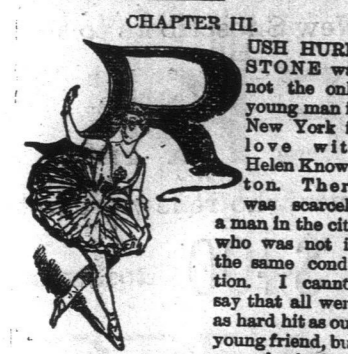 CHAPTER III.
RUSH HUR
STONE w
not the onl
young man i
New York i
love wit
Helen Know
ton. Ther
was scarcel
a man in the cit
who was not i
the same cond
tion. I canno
say that all wer
as hard hit as ou
young friend, bu